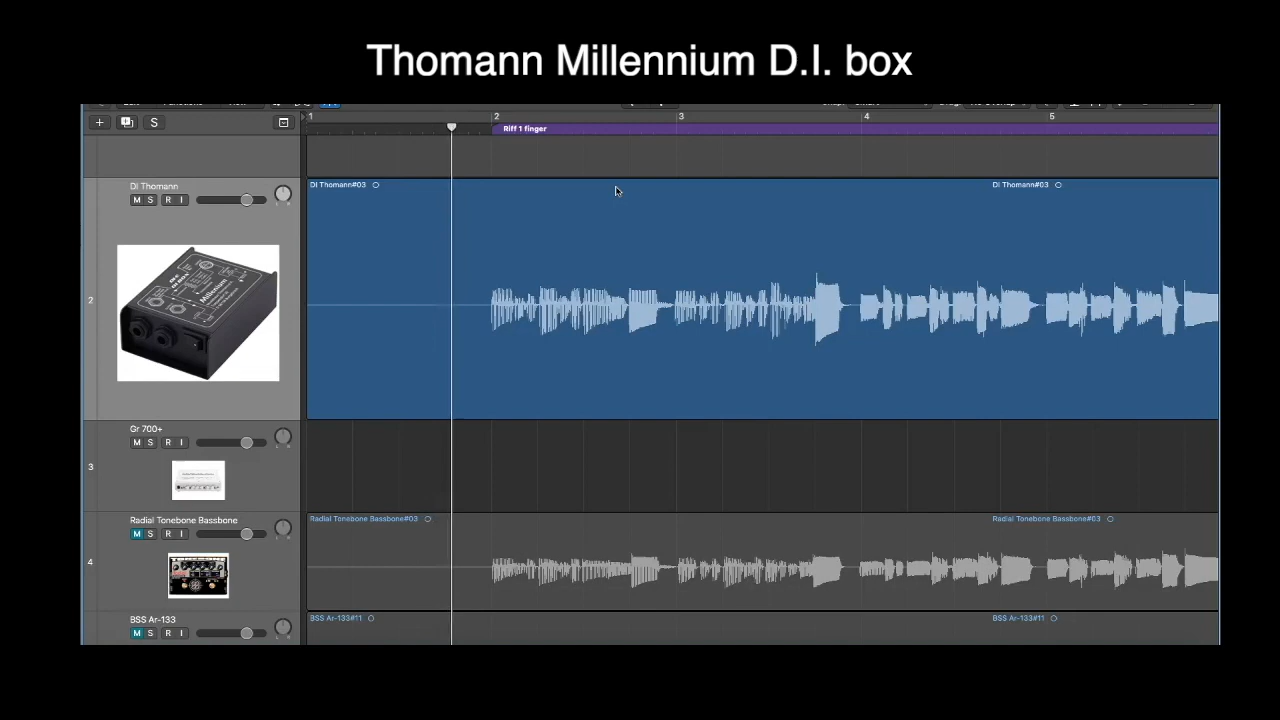 Thomann Millennium D.I. box
S
1 2 3 4 5
Riff 1 finger
DI Thomann
M S R I
DI Thomann#03
DI Thomann#03
Millenium
2
Gr 700+
M S R I
3
Radial Tonebone Bassbone
M S R I
Radial Tonebone Bassbone#03
Radial Tonebone Bassbone#03
4
BSS Ar-133
M S R I
BSS Ar-133#11
BSS Ar-133#11